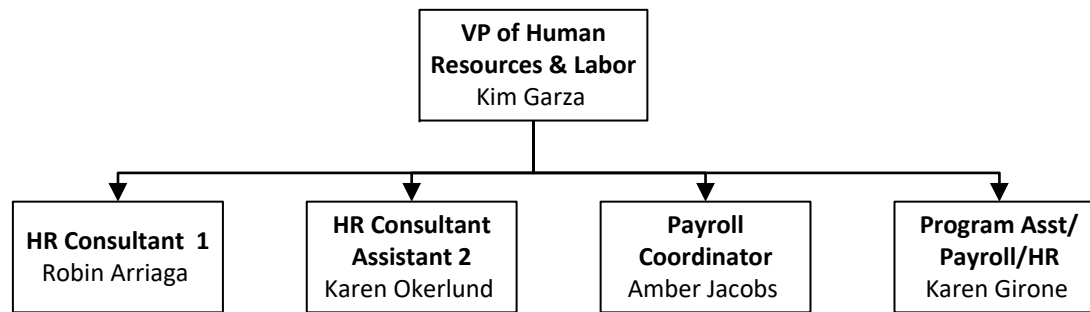 VP of Human
Resources & Labor
Kim Garza
HR Consultant 1
Robin Arriaga
HR Consultant
Assistant 2
Karen Okerlund
Payroll
Coordinator
Amber Jacobs
Program Asst/
Payroll/HR
Karen Girone